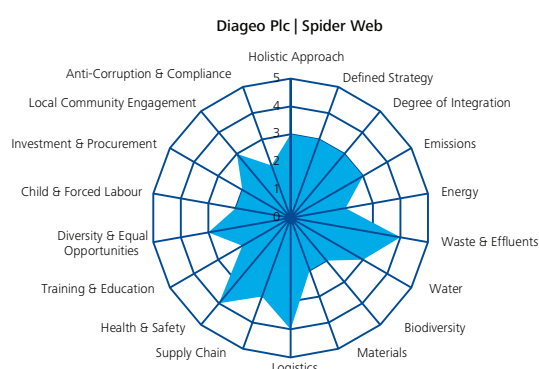 Diageo Plc | Spider Web
Holistic Approach
Anti-Corruption & Compliance
Defined Strategy
Local Community Engagement
Degree of Integration
Investment & Procurement
Emissions
Child & Forced Labour
Energy
Diversity & Equal
Opportunities
Waste & Effluents
Training & Education
Water
Health & Safety
Biodiversity
Supply Chain
Materials
Logistics
5
4
3
2
1
0